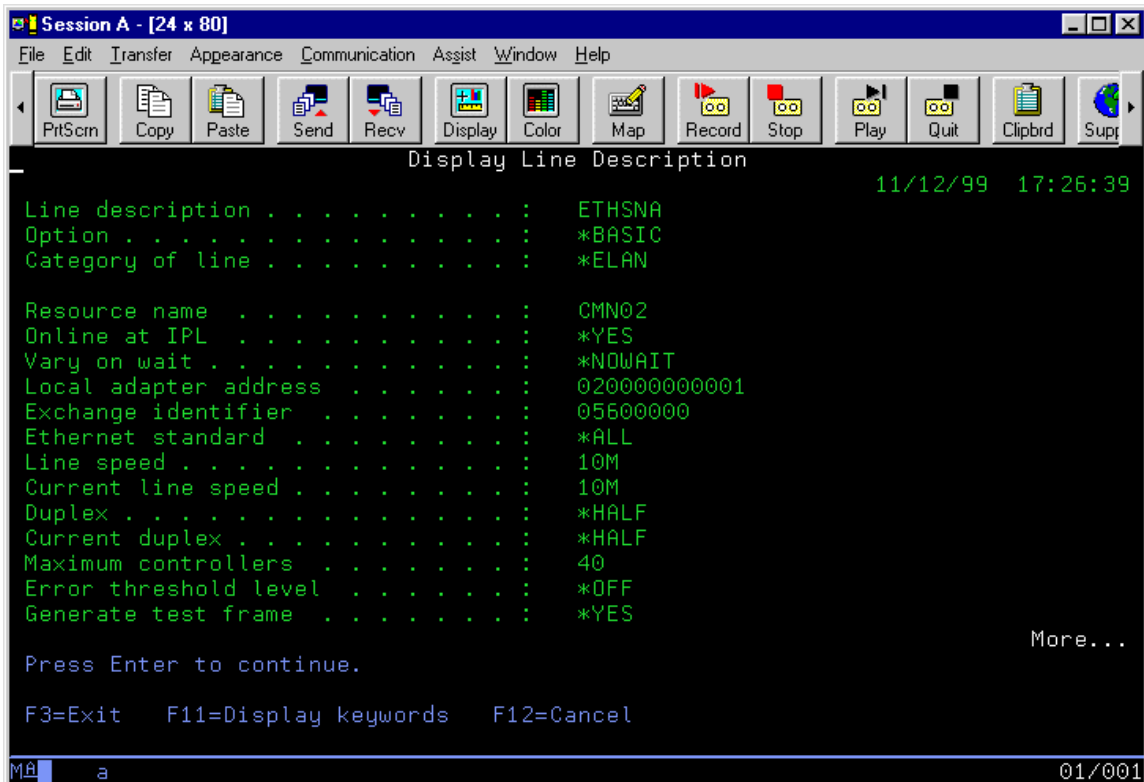 Session A - [24 x 80]
File Edit Transfer Appearance Communication Assist Window Help
PrtScrn Copy Paste Send Recv Display Color Map Record Stop Play Quit Clipbrd Supp
Display Line Description
11/12/99 17:26:39
Line description . . . . . . . . . : ETHSNA
Option . . . . . . . . . . . . . . : *BASIC
Category of line . . . . . . . . . : *ELAN
Resource name . . . . . . . . . . : CMN02
Online at IPL . . . . . . . . . . : *YES
Vary on wait . . . . . . . . . . . : *NOWAIT
Local adapter address . . . . . . : 020000000001
Exchange identifier . . . . . . . : 05600000
Ethernet standard . . . . . . . . : *ALL
Line speed . . . . . . . . . . . . : 10M
Current line speed . . . . . . . . : 10M
Duplex . . . . . . . . . . . . . . : *HALF
Current duplex . . . . . . . . . . : *HALF
Maximum controllers . . . . . . . : 40
Error threshold level . . . . . . : *OFF
Generate test frame . . . . . . . : *YES
More...
Press Enter to continue.
F3=Exit F11=Display keywords F12=Cancel
MA a 01/001